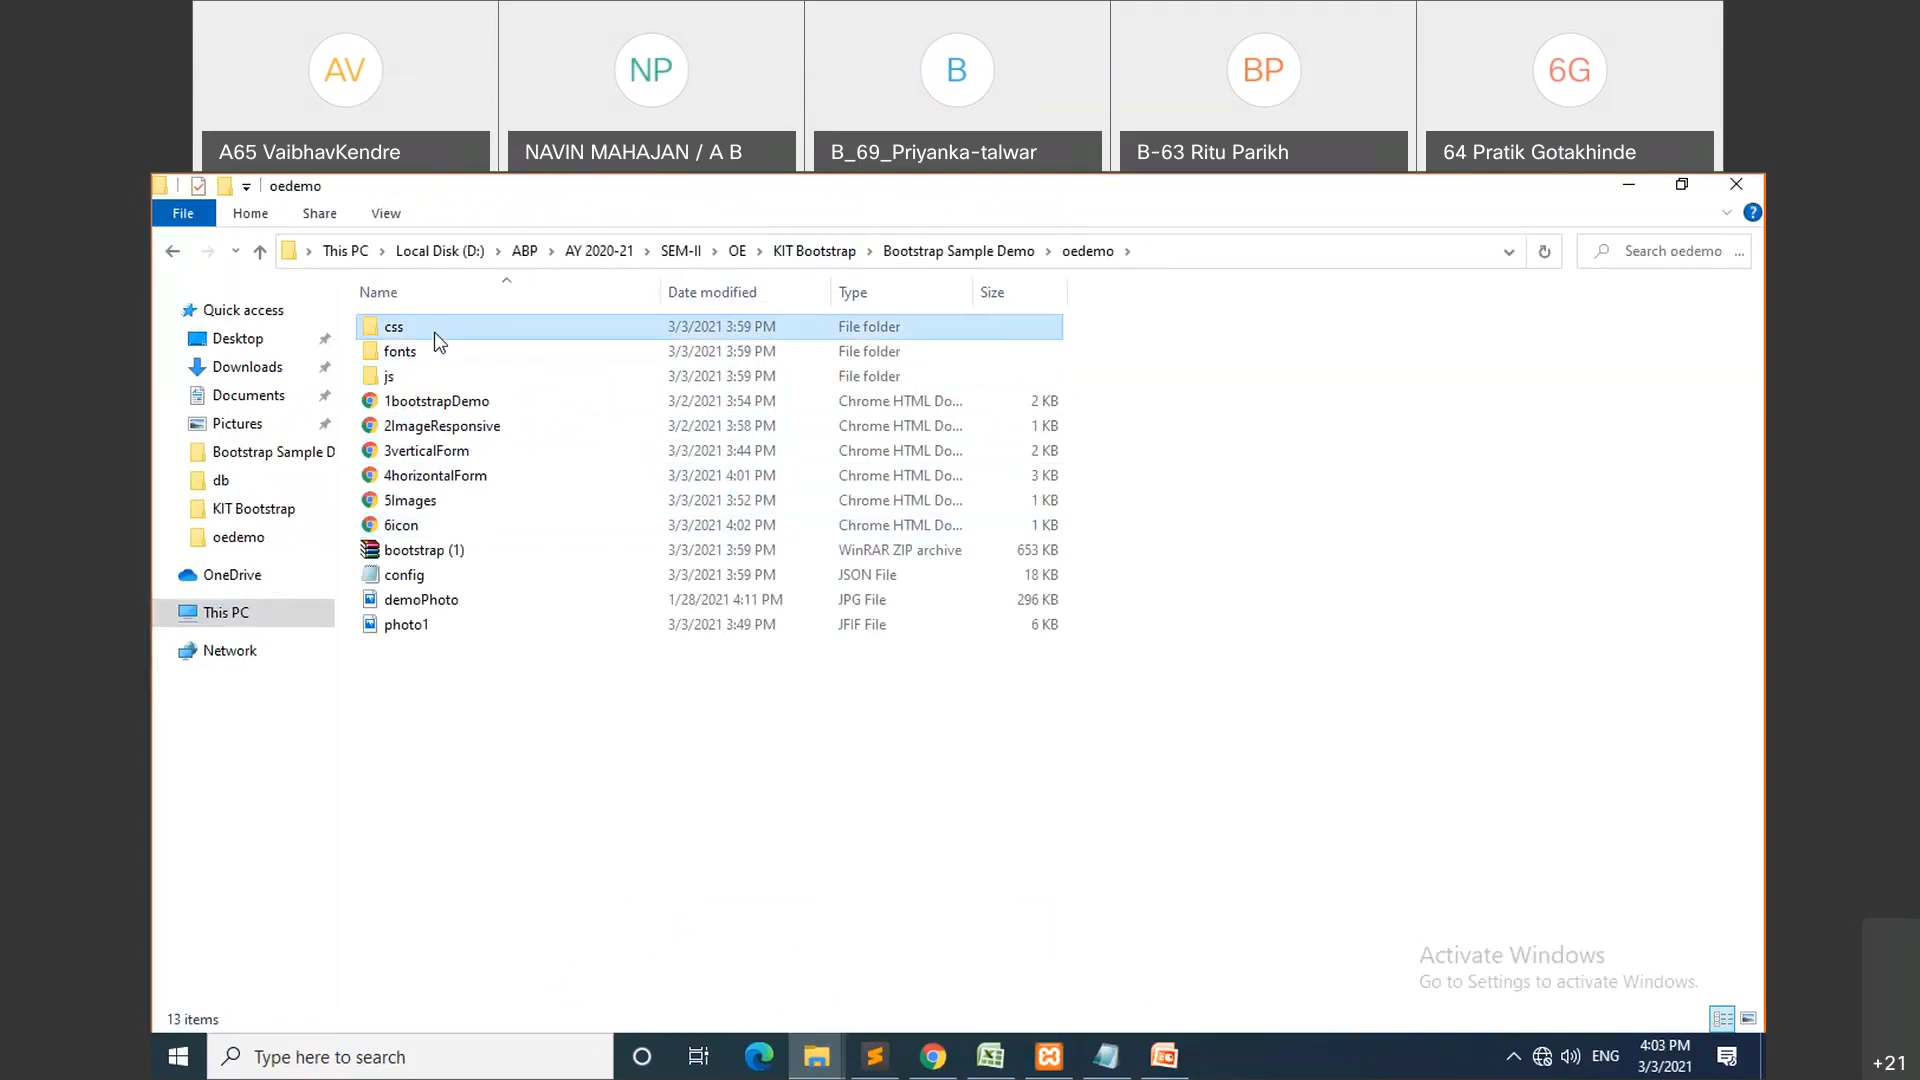 AV
NP
B
BP
6G
A65 VaibhavKendre
NAVIN MAHAJAN / A B
B_69_Priyanka-talwar
B-63 Ritu Parikh
64 Pratik Gotakhinde
oedemo
File Home Share View
This PC > Local Disk (D:) > ABP > AY 2020-21 > SEM-II > OE > KIT Bootstrap > Bootstrap Sample Demo > oedemo >
Search oedemo ...
Quick access
Desktop
Downloads
Documents
Pictures
Bootstrap Sample D
db
KIT Bootstrap
oedemo
OneDrive
This PC
Network
Name Date modified Type Size
css 3/3/2021 3:59 PM File folder
fonts 3/3/2021 3:59 PM File folder
js 3/3/2021 3:59 PM File folder
1bootstrapDemo 3/2/2021 3:54 PM Chrome HTML Do... 2 KB
2ImageResponsive 3/2/2021 3:58 PM Chrome HTML Do... 1 KB
3verticalForm 3/3/2021 3:44 PM Chrome HTML Do... 2 KB
4horizontalForm 3/3/2021 4:01 PM Chrome HTML Do... 3 KB
5Images 3/3/2021 3:52 PM Chrome HTML Do... 1 KB
6icon 3/3/2021 4:02 PM Chrome HTML Do... 1 KB
bootstrap (1) 3/3/2021 3:59 PM WinRAR ZIP archive 653 KB
config 3/3/2021 3:59 PM JSON File 18 KB
demoPhoto 1/28/2021 4:11 PM JPG File 296 KB
photo1 3/3/2021 3:49 PM JFIF File 6 KB
Activate Windows
Go to Settings to activate Windows.
13 items
Type here to search
ENG
4:03 PM
3/3/2021
+21